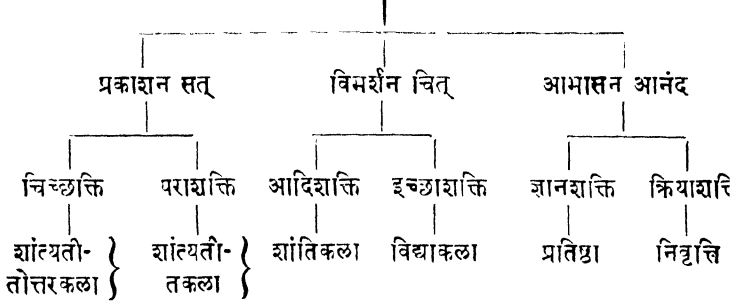 प्रकाशन सत् विमर्शन चित् आभासन आनंद
चिच्छक्ति पराशक्ति आदिशक्ति इच्छाशक्ति ज्ञानशक्ति क्रियाशक्ति
शांत्यती- शांत्यती- शांतिकला विद्याकला प्रतिष्ठा निवृत्ति
तोत्तरकला तकला